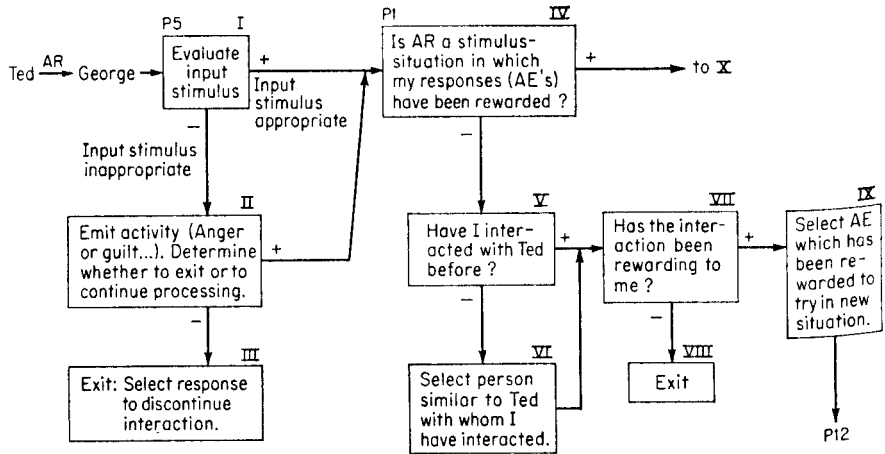 P5 I
Ted AR George
Evaluate
input
stimulus
+
Input
stimulus
appropriate
–
Input stimulus
inappropriate
II
Emit activity (Anger
or guilt...). Determine
whether to exit or to
continue processing.
+
–
III
Exit: Select response
to discontinue
interaction.
P1 IV
Is AR a stimulus-
situation in which
my responses (AE's)
have been rewarded ?
+
to X
–
V
Have I inter-
acted with Ted
before ?
+
–
VI
Select person
similar to Ted
with whom I
have interacted.
VII
Has the inter-
action been
rewarding to
me ?
+
–
VIII
Exit
IX
Select AE
which has
been re-
warded to
try in new
situation.
P12